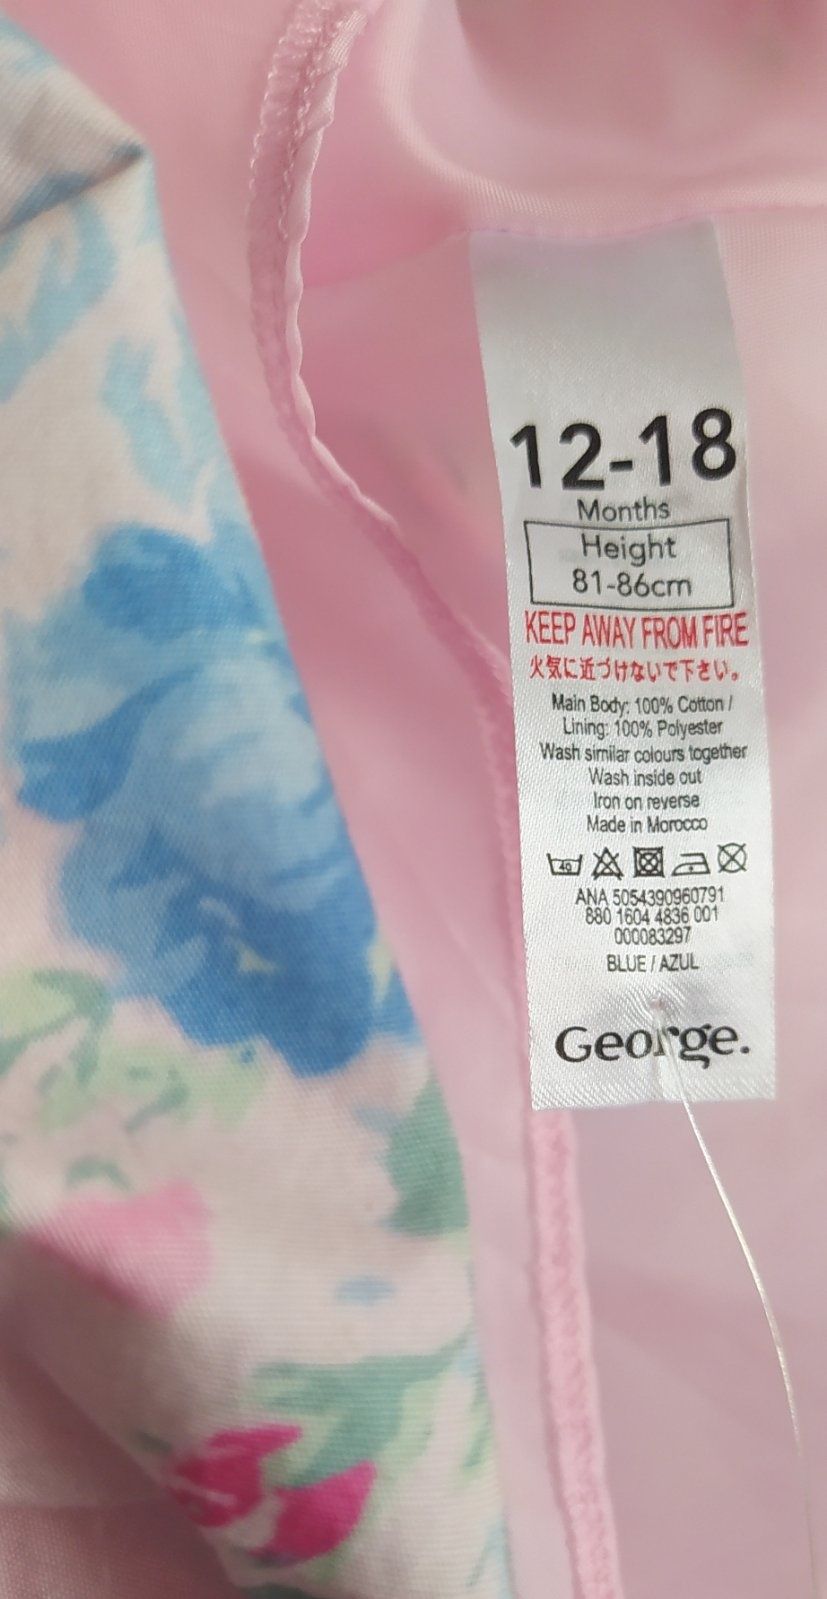 12-18
Months
Height
81-86cm
KEEP AWAY FROM FIRE
火気に近づけないで下さい。
Main Body: 100% Cotton /
Lining: 100% Polyester
Wash similar colours together
Wash inside out
Iron on reverse
Made in Morocco
40
ANA 5054390960791
880 1604 4836 001
000083297
BLUE / AZUL
George.